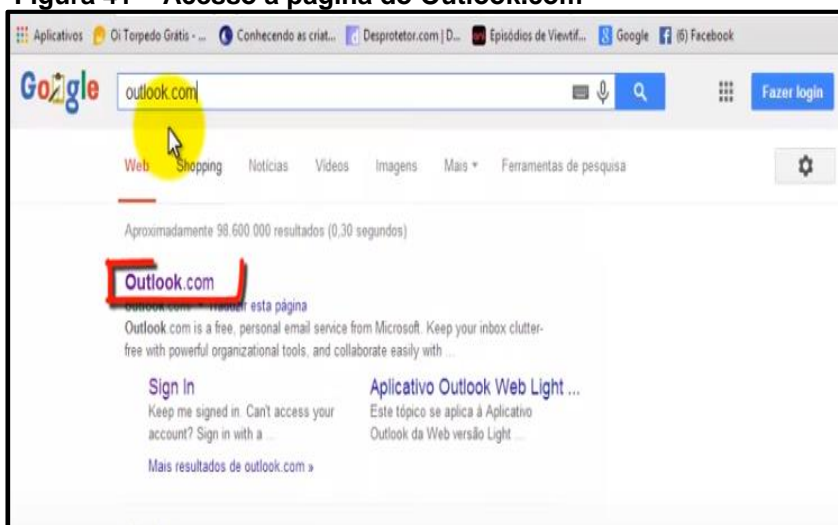 Figura 41 – Acesso à página do Outlook.com
Aplicativos Oi Torpedo Grátis - ... Conhecendo as criat... Desprotetor.com | D... Episódios de Viewtif... Google (6) Facebook
Google outlook.com Fazer login
Web Shopping Notícias Vídeos Imagens Mais Ferramentas de pesquisa
Aproximadamente 98.600.000 resultados (0,30 segundos)
Outlook.com
esta página
Outlook.com is a free, personal email service from Microsoft. Keep your inbox clutter-
free with powerful organizational tools, and collaborate easily with ...
Sign In
Keep me signed in. Can't access your
account? Sign in with a ...
Aplicativo Outlook Web Light ...
Este tópico se aplica à Aplicativo
Outlook da Web versão Light ...
Mais resultados de outlook.com »